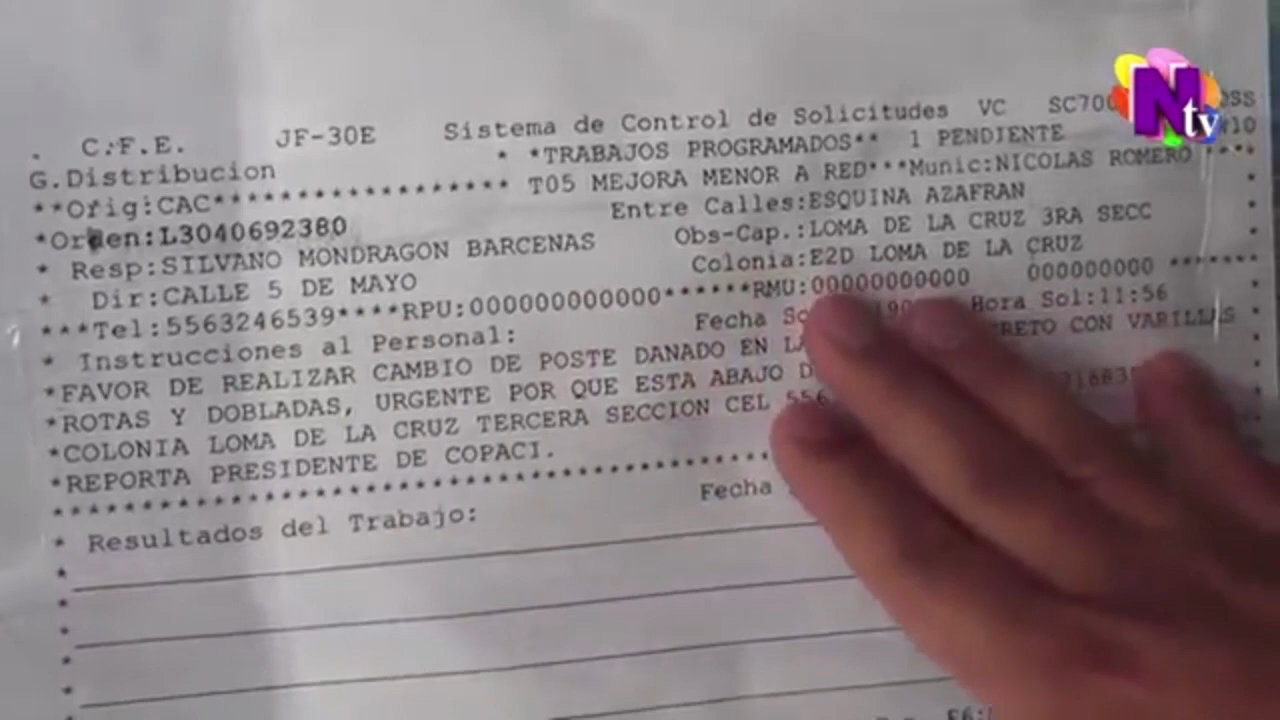 . C.F.E. JF-30E Sistema de Control de Solicitudes VC
G.Distribucion * *TRABAJOS PROGRAMADOS** 1 PENDIENTE
**Orig:CAC****************** T05 MEJORA MENOR A RED***Munic:NICOLAS ROMERO ****
*Orden:L3040692380 Entre Calles:ESQUINA AZAFRAN
* Resp:SILVANO MONDRAGON BARCENAS Obs-Cap.:LOMA DE LA CRUZ 3RA SECC
* Dir:CALLE 5 DE MAYO Colonia:E2D LOMA DE LA CRUZ
***Tel:5563246539****RPU:000000000000******RMU:00000000000 000000000 *******
* Instrucciones al Personal: Fecha Hora Sol:11:56
*FAVOR DE REALIZAR CAMBIO DE POSTE DANADO EN CON VARILLAS
*ROTAS Y DOBLADAS, URGENTE POR QUE ESTA ABAJO
*COLONIA LOMA DE LA CRUZ TERCERA SECCION CEL
*REPORTA PRESIDENTE DE COPACI.
* Resultados del Trabajo: Fecha
Ntv